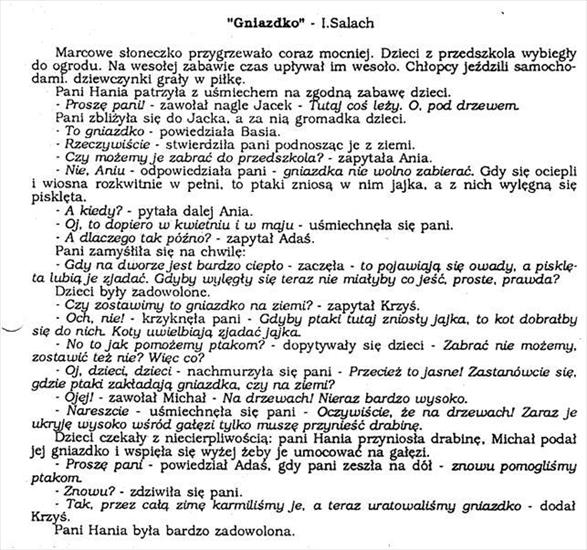 "Gniazdko" - I.Salach
Marcowe słoneczko przygrzewało coraz mocniej. Dzieci z przedszkola wybiegły
do ogrodu. Na wesołej zabawie czas upływał im wesoło. Chłopcy jeździli samocho-
dami, dziewczynki grały w piłkę.
Pani Hania patrzyła z uśmiechem na zgodną zabawę dzieci.
- Proszę pani! - zawołał nagle Jacek - Tutaj coś leży. O, pod drzewem.
Pani zbliżyła się do Jacka, a za nią gromadka dzieci.
- To gniazdko - powiedziała Basia.
- Rzeczywiście - stwierdziła pani podnosząc je z ziemi.
- Czy możemy je zabrać do przedszkola? - zapytała Ania.
- Nie, Aniu - odpowiedziała pani - gniazdka nie wolno zabierać. Gdy się ociepli
i wiosna rozkwitnie w pełni, to ptaki zniosą w nim jajka, a z nich wylęgną się
pisklęta.
- A kiedy? - pytała dalej Ania.
- Oj, to dopiero w kwietniu i w maju - uśmiechnęła się pani.
- A dlaczego tak późno? - zapytał Adaś.
Pani zamyśliła się na chwilę:
- Gdy na dworze jest bardzo ciepło - zaczęła - to pojawiają się owady, a pisklę-
ta lubią je zjadać. Gdyby wylęgły się teraz nie miałyby co jeść, proste, prawda?
Dzieci były zadowolone.
- Czy zostawimy to gniazdko na ziemi? - zapytał Krzyś.
- Och, nie! - krzyknęła pani - Gdyby ptaki tutaj zniosły jajka, to kot dobrałby
się do nich. Koty uwielbiają zjadać jajka.
- No to jak pomożemy ptakom? - dopytywały się dzieci - Zabrać nie możemy,
zostawić też nie? Więc co?
- Oj, dzieci, dzieci - nachmurzyła się pani - Przecież to jasne! Zastanówcie się,
gdzie ptaki zakładają gniazdka, czy na ziemi?
- Ojej! - zawołał Michał - Na drzewach! Nieraz bardzo wysoko.
- Nareszcie - uśmiechnęła się pani - Oczywiście, że na drzewach! Zaraz je
ukryję wysoko wśród gałęzi tylko muszę przynieść drabinę.
Dzieci czekały z niecierpliwością: pani Hania przyniosła drabinę, Michał podał
jej gniazdko i wspięła się wyżej żeby je umocować na gałęzi.
- Proszę pani - powiedział Adaś, gdy pani zeszła na dół - znowu pomogliśmy
ptakom.
- Znowu? - zdziwiła się pani.
- Tak, przez całą zimę karmiliśmy je, a teraz uratowaliśmy gniazdko - dodał
Krzyś.
Pani Hania była bardzo zadowolona.